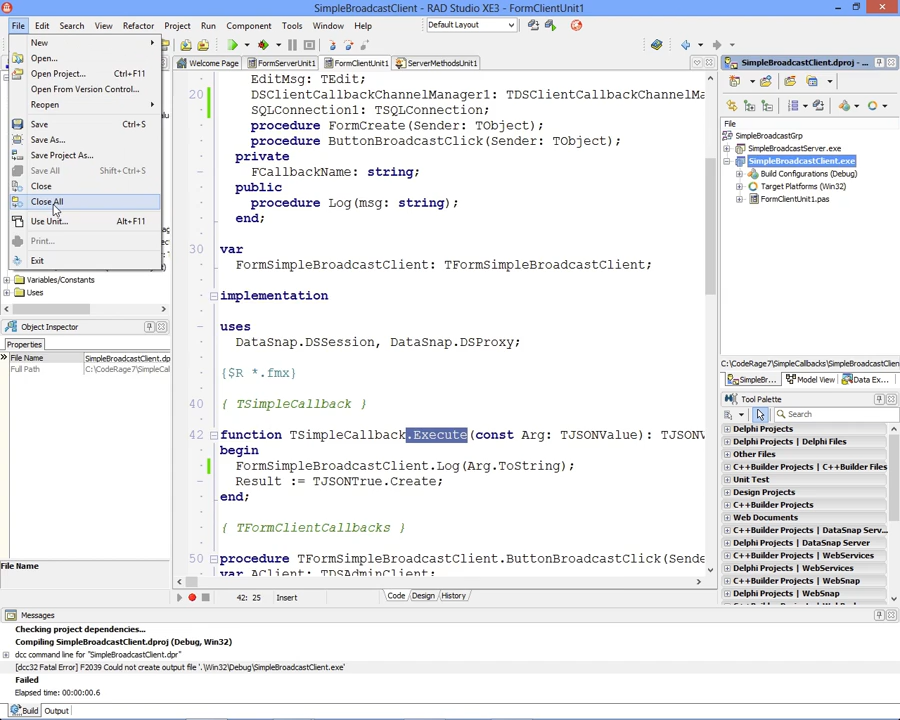 SimpleBroadcastClient - RAD Studio XE3 - FormClientUnit1
File Edit Search View Refactor Project Run Component Tools Window Help
Default Layout
New
Open...
Open Project... Ctrl+F11
Open From Version Control...
Reopen
Save Ctrl+S
Save As...
Save Project As...
Save All Shift+Ctrl+S
Close
Close All
Use Unit... Alt+F11
Print...
Exit
Variables/Constants
Uses
Object Inspector
Properties
File Name SimpleBroadcastClient.dp
Full Path C:\CodeRage7\SimpleCal
File Name
Welcome Page FormServerUnit1 FormClientUnit1 ServerMethodsUnit1
EditMsg: TEdit;
20 DSClientCallbackChannelManager1: TDSClientCallbackChannelMa
SQLConnection1: TSQLConnection;
procedure FormCreate(Sender: TObject);
procedure ButtonBroadcastClick(Sender: TObject);
private
FCallbackName: string;
public
procedure Log(msg: string);
end;
30 var
FormSimpleBroadcastClient: TFormSimpleBroadcastClient;
implementation
uses
DataSnap.DSSession, DataSnap.DSProxy;
{$R *.fmx}
40 { TSimpleCallback }
42 function TSimpleCallback.Execute(const Arg: TJSONValue): TJSONV
begin
FormSimpleBroadcastClient.Log(Arg.ToString);
Result := TJSONTrue.Create;
end;
{ TFormClientCallbacks }
50 procedure TFormSimpleBroadcastClient.ButtonBroadcastClick(Sende
var AClient: TDSAdminClient;
42: 25 Insert Code Design History
SimpleBroadcastClient.dproj - ...
File
SimpleBroadcastGrp
SimpleBroadcastServer.exe
SimpleBroadcastClient.exe
Build Configurations (Debug)
Target Platforms (Win32)
FormClientUnit1.pas
C:\CodeRage7\SimpleCallbacks\SimpleBroadcastClien
SimpleBr... Model View Data Ex...
Tool Palette
Search
Delphi Projects
Delphi Projects | Delphi Files
Other Files
C++Builder Projects | C++Builder Files
Unit Test
Design Projects
C++Builder Projects
Web Documents
C++Builder Projects | DataSnap Serv...
Delphi Projects | DataSnap Server
C++Builder Projects | WebServices
Delphi Projects | WebServices
C++Builder Projects | WebSnap
Delphi Projects | WebSnap
Messages
Checking project dependencies...
Compiling SimpleBroadcastClient.dproj (Debug, Win32)
dcc command line for "SimpleBroadcastClient.dpr"
[dcc32 Fatal Error] F2039 Could not create output file '.\Win32\Debug\SimpleBroadcastClient.exe'
Failed
Elapsed time: 00:00:00.6
Build Output